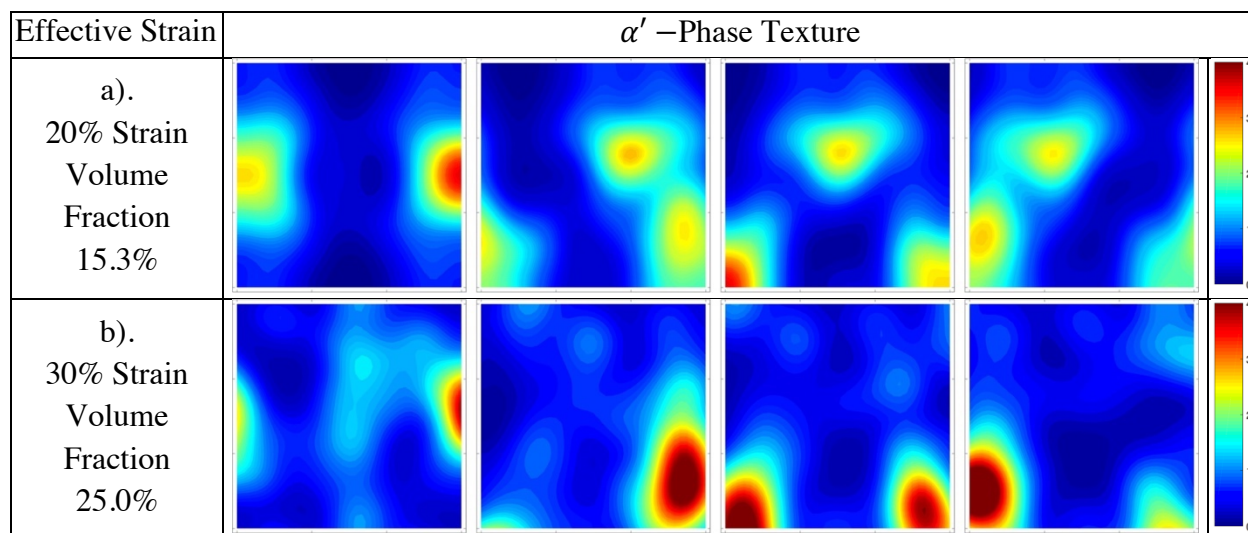 Effective Strain
α′ −Phase Texture
a).
20% Strain
Volume
Fraction
15.3%
b).
30% Strain
Volume
Fraction
25.0%